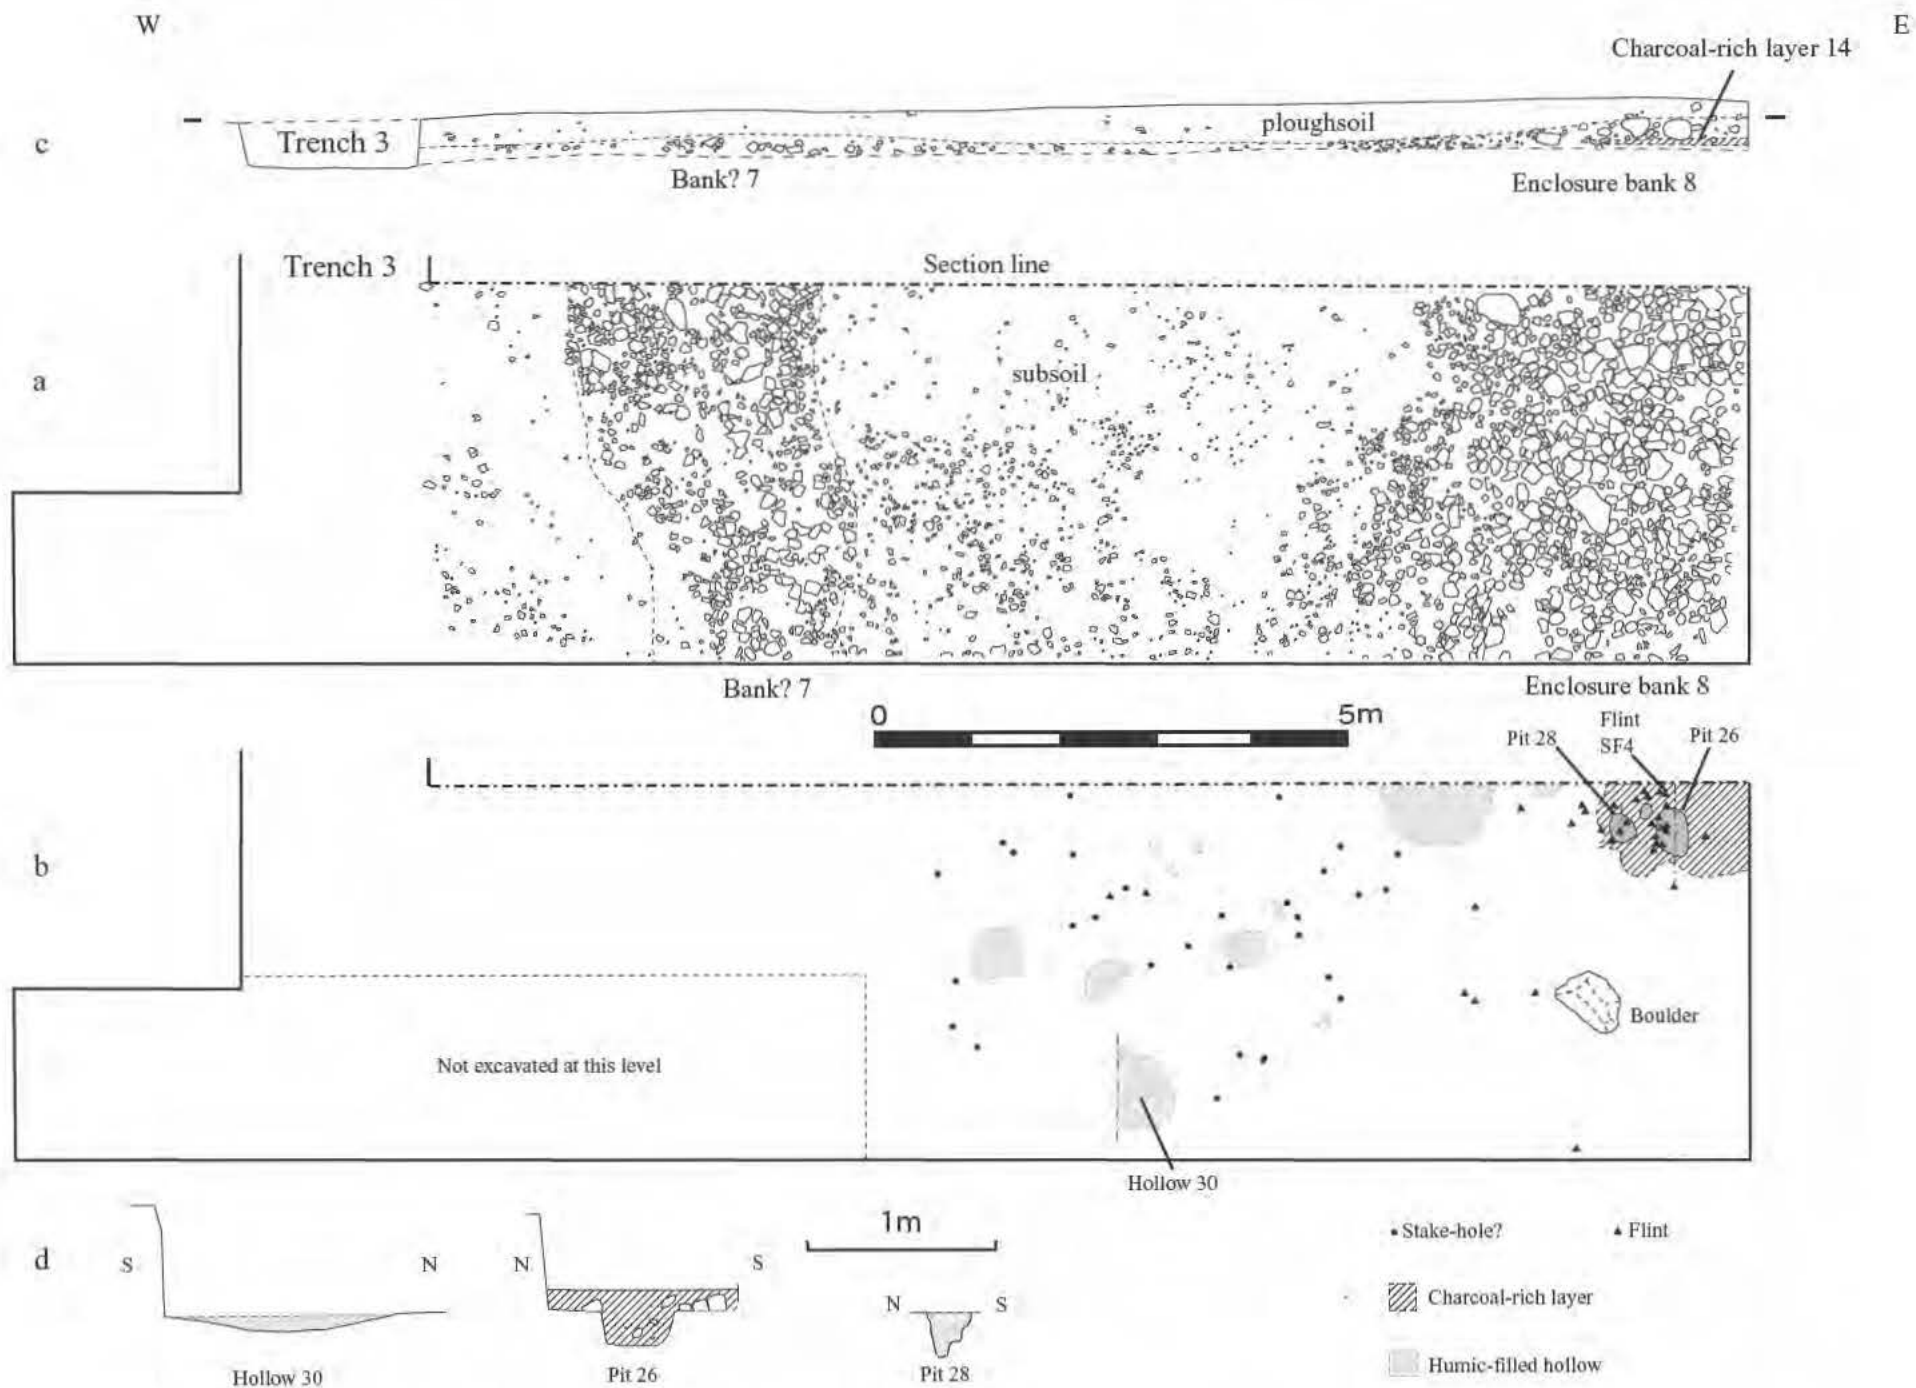 W
E
Charcoal-rich layer 14
c
Trench 3
ploughsoil
Bank? 7
Enclosure bank 8
Trench 3
Section line
a
subsoil
Bank? 7
Enclosure bank 8
0
5m
Flint
SF4
Pit 28
Pit 26
b
Boulder
Not excavated at this level
Hollow 30
d
S
N
N
S
1m
N
S
Hollow 30
Pit 26
Pit 28
Stake-hole?
Flint
Charcoal-rich layer
Humic-filled hollow